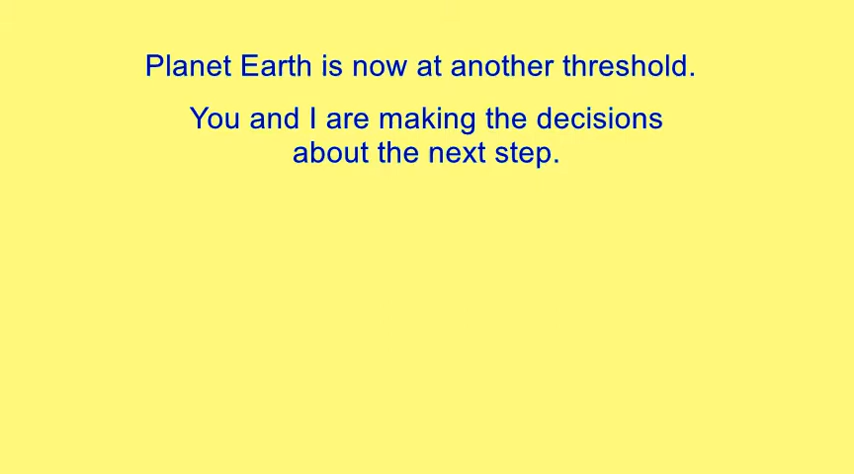 Planet Earth is now at another threshold.
You and I are making the decisions
about the next step.